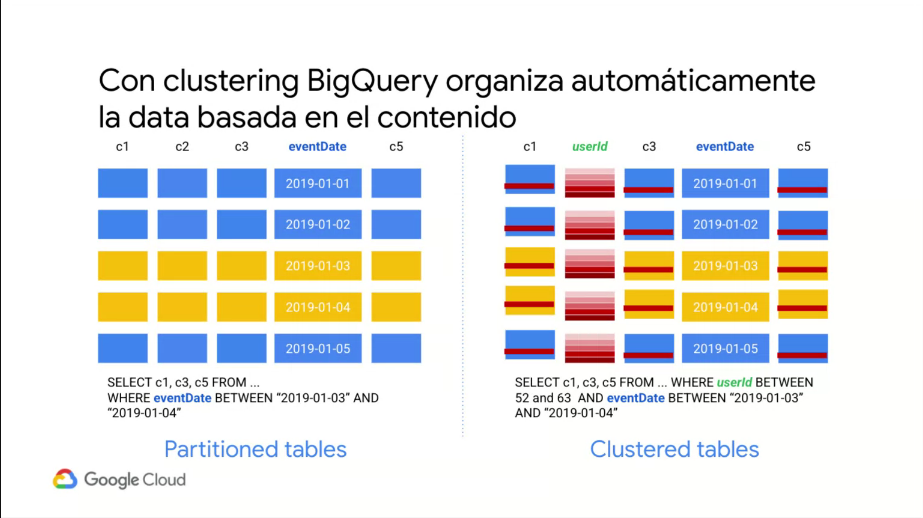 Con clustering BigQuery organiza automáticamente
la data basada en el contenido
c1 c2 c3 eventDate c5
2019-01-01
2019-01-02
2019-01-03
2019-01-04
2019-01-05
SELECT c1, c3, c5 FROM ...
WHERE eventDate BETWEEN “2019-01-03” AND
“2019-01-04”
Partitioned tables
c1 userId c3 eventDate c5
2019-01-01
2019-01-02
2019-01-03
2019-01-04
2019-01-05
SELECT c1, c3, c5 FROM ... WHERE userId BETWEEN
52 and 63 AND eventDate BETWEEN “2019-01-03”
AND “2019-01-04”
Clustered tables
Google Cloud